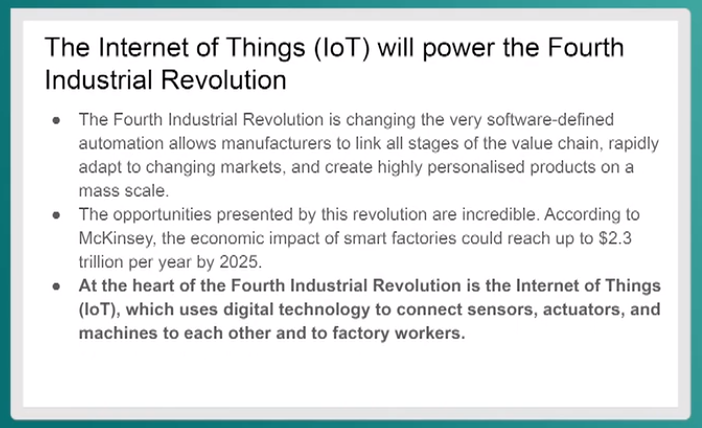 The Internet of Things (IoT) will power the Fourth
Industrial Revolution
● The Fourth Industrial Revolution is changing the very software-defined
automation allows manufacturers to link all stages of the value chain, rapidly
adapt to changing markets, and create highly personalised products on a
mass scale.
● The opportunities presented by this revolution are incredible. According to
McKinsey, the economic impact of smart factories could reach up to $2.3
trillion per year by 2025.
● At the heart of the Fourth Industrial Revolution is the Internet of Things
(IoT), which uses digital technology to connect sensors, actuators, and
machines to each other and to factory workers.